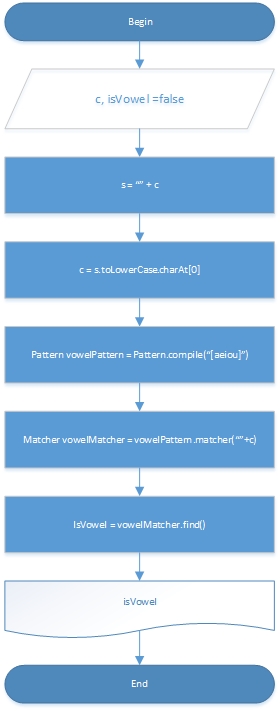 Begin
c, isVowel =false
s = “” + c
c = s.toLowerCase.charAt[0]
Pattern vowelPattern = Pattern.compile(“[aeiou]”)
Matcher vowelMatcher = vowelPattern.matcher(“”+c)
IsVowel = vowelMatcher.find()
isVowel
End